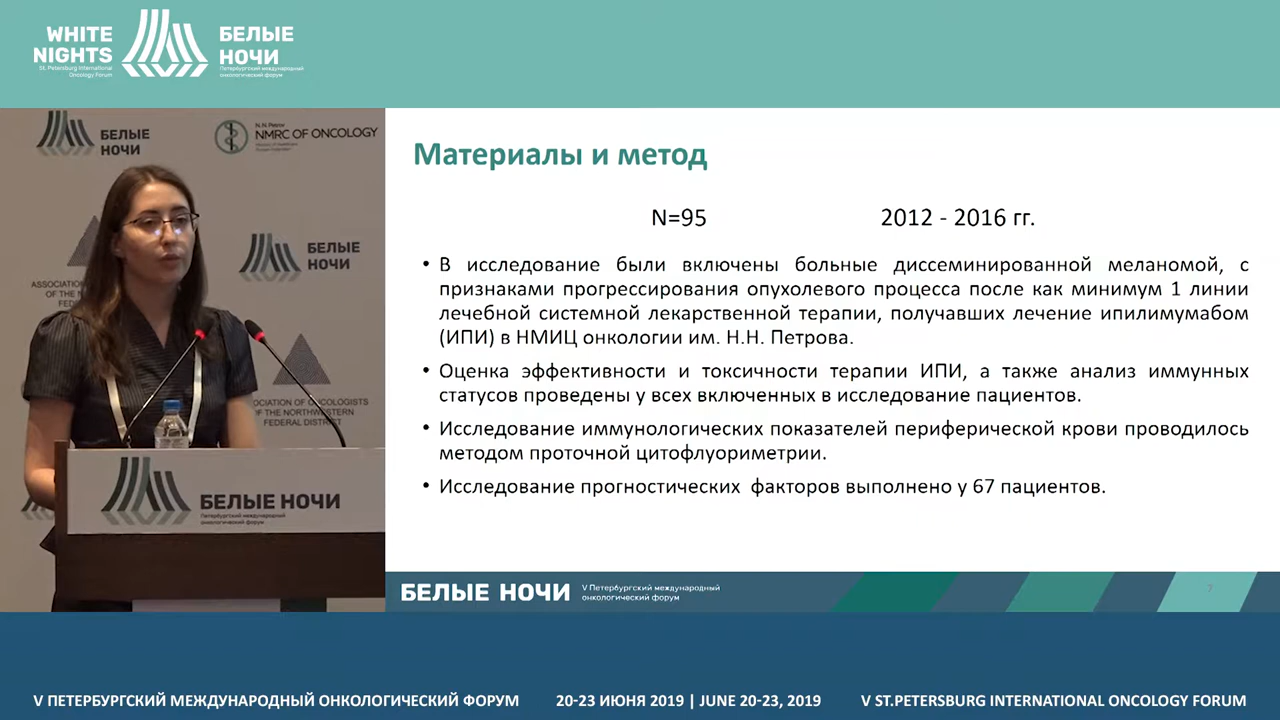 WHITE
NIGHTS
St. Petersburg International
Oncology Forum
БЕЛЫЕ
НОЧИ
Петербургский международный
онкологический форум
БЕЛЫЕ
НОЧИ
N.N. Petrov
NMRC OF ONCOLOGY
БЕЛЫЕ
НОЧИ
ASSOCIATION
OF THE N
FEDE
OCIATION OF ONCOLOGISTS
OF THE NORTHWESTERN
FEDERAL DISTRICT
БЕЛЫЕ НОЧИ
Петербургский международный
онкологический форум
Материалы и метод
N=95 2012 - 2016 гг.
• В исследование были включены больные диссеминированной меланомой, с
признаками прогрессирования опухолевого процесса после как минимум 1 линии
лечебной системной лекарственной терапии, получавших лечение ипилимумабом
(ИПИ) в НМИЦ онкологии им. Н.Н. Петрова.
• Оценка эффективности и токсичности терапии ИПИ, а также анализ иммунных
статусов проведены у всех включенных в исследование пациентов.
• Исследование иммунологических показателей периферической крови проводилось
методом проточной цитофлуориметрии.
• Исследование прогностических факторов выполнено у 67 пациентов.
БЕЛЫЕ НОЧИ
V Петербургский международный
онкологический форум
7
V ПЕТЕРБУРГСКИЙ МЕЖДУНАРОДНЫЙ ОНКОЛОГИЧЕСКИЙ ФОРУМ 20-23 ИЮНЯ 2019 | JUNE 20-23, 2019 V ST.PETERSBURG INTERNATIONAL ONCOLOGY FORUM